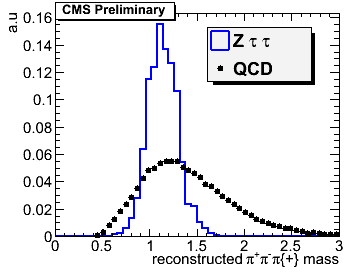 CMS Preliminary
a.u
0.16
0.14
0.12
0.1
0.08
0.06
0.04
0.02
0
Z τ τ
QCD
0 0.5 1 1.5 2 2.5 3
reconstructed π⁺π⁻π{+} mass